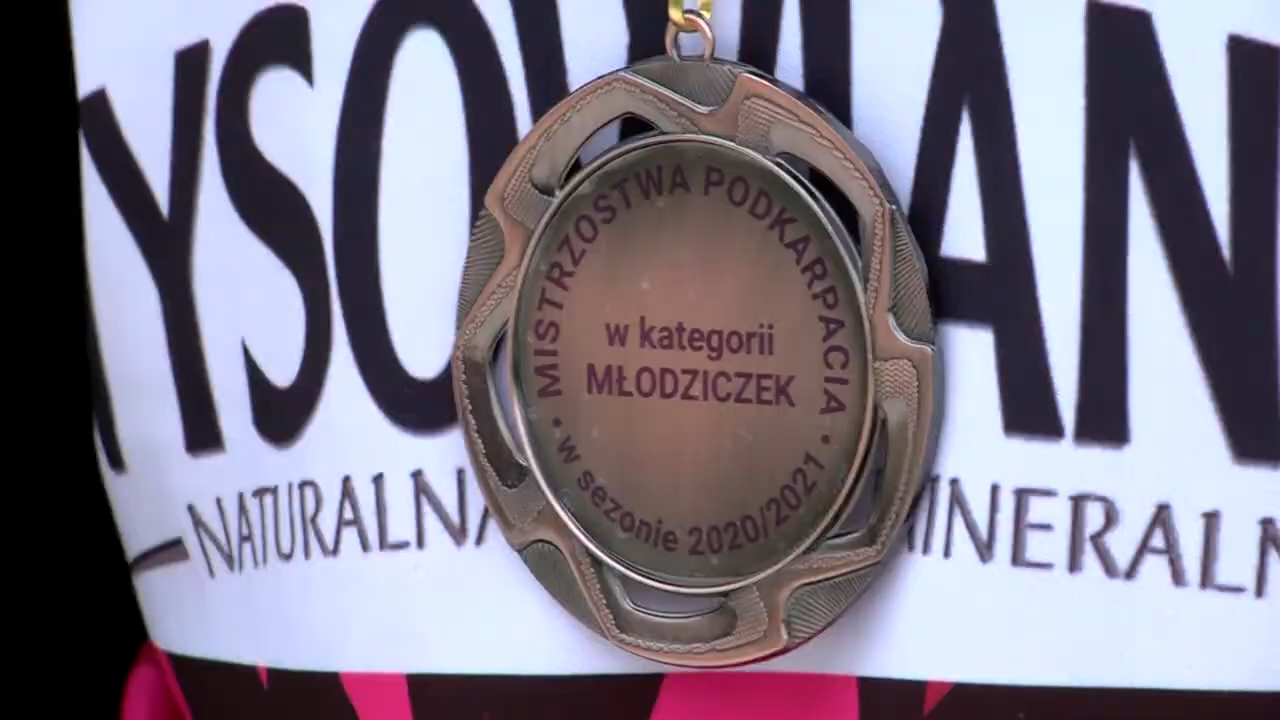 YSOWIAN
NATURALNA MINERALN
MISTRZOSTWA PODKARPACIA
w kategorii
MŁODZICZEK
• w sezonie 2020/2021 •